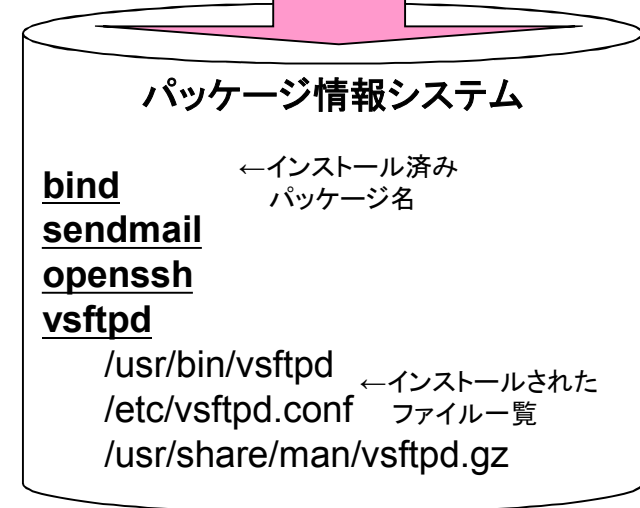 パッケージ情報システム
bind
←インストール済み
パッケージ名
sendmail
openssh
vsftpd
/usr/bin/vsftpd
/etc/vsftpd.conf
←インストールされた
ファイル一覧
/usr/share/man/vsftpd.gz